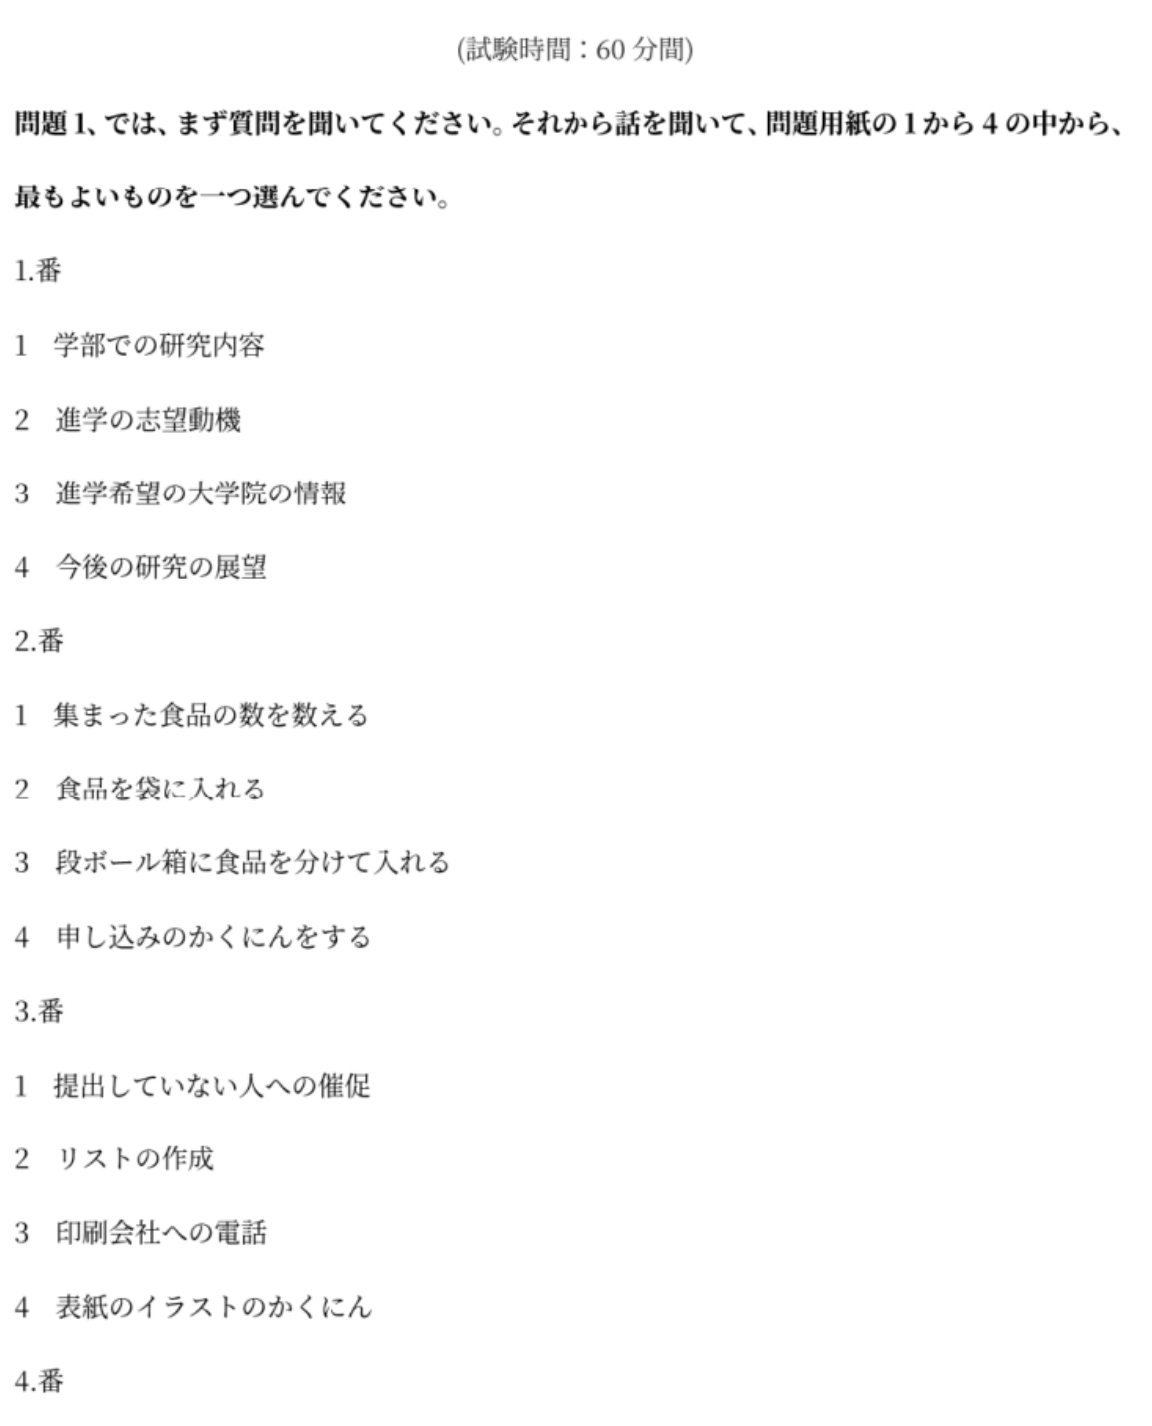 (試験時間：60 分間)
問題 1、では、まず質問を聞いてください。それから話を聞いて、問題用紙の 1 から 4 の中から、
最もよいものを一つ選んでください。
1.番
1　学部での研究内容
2　進学の志望動機
3　進学希望の大学院の情報
4　今後の研究の展望
2.番
1　集まった食品の数を数える
2　食品を袋に入れる
3　段ボール箱に食品を分けて入れる
4　申し込みのかくにんをする
3.番
1　提出していない人への催促
2　リストの作成
3　印刷会社への電話
4　表紙のイラストのかくにん
4.番